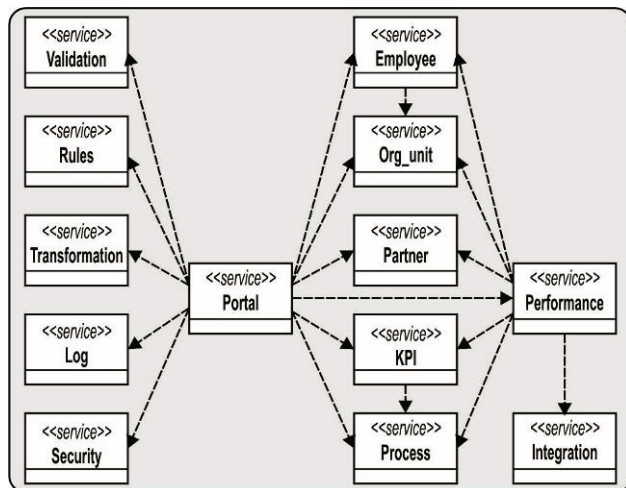 <<service>>
Validation
<<service>>
Employee
<<service>>
Rules
<<service>>
Org_unit
<<service>>
Transformation
<<service>>
Partner
<<service>>
Portal
<<service>>
Performance
<<service>>
Log
<<service>>
KPI
<<service>>
Security
<<service>>
Process
<<service>>
Integration